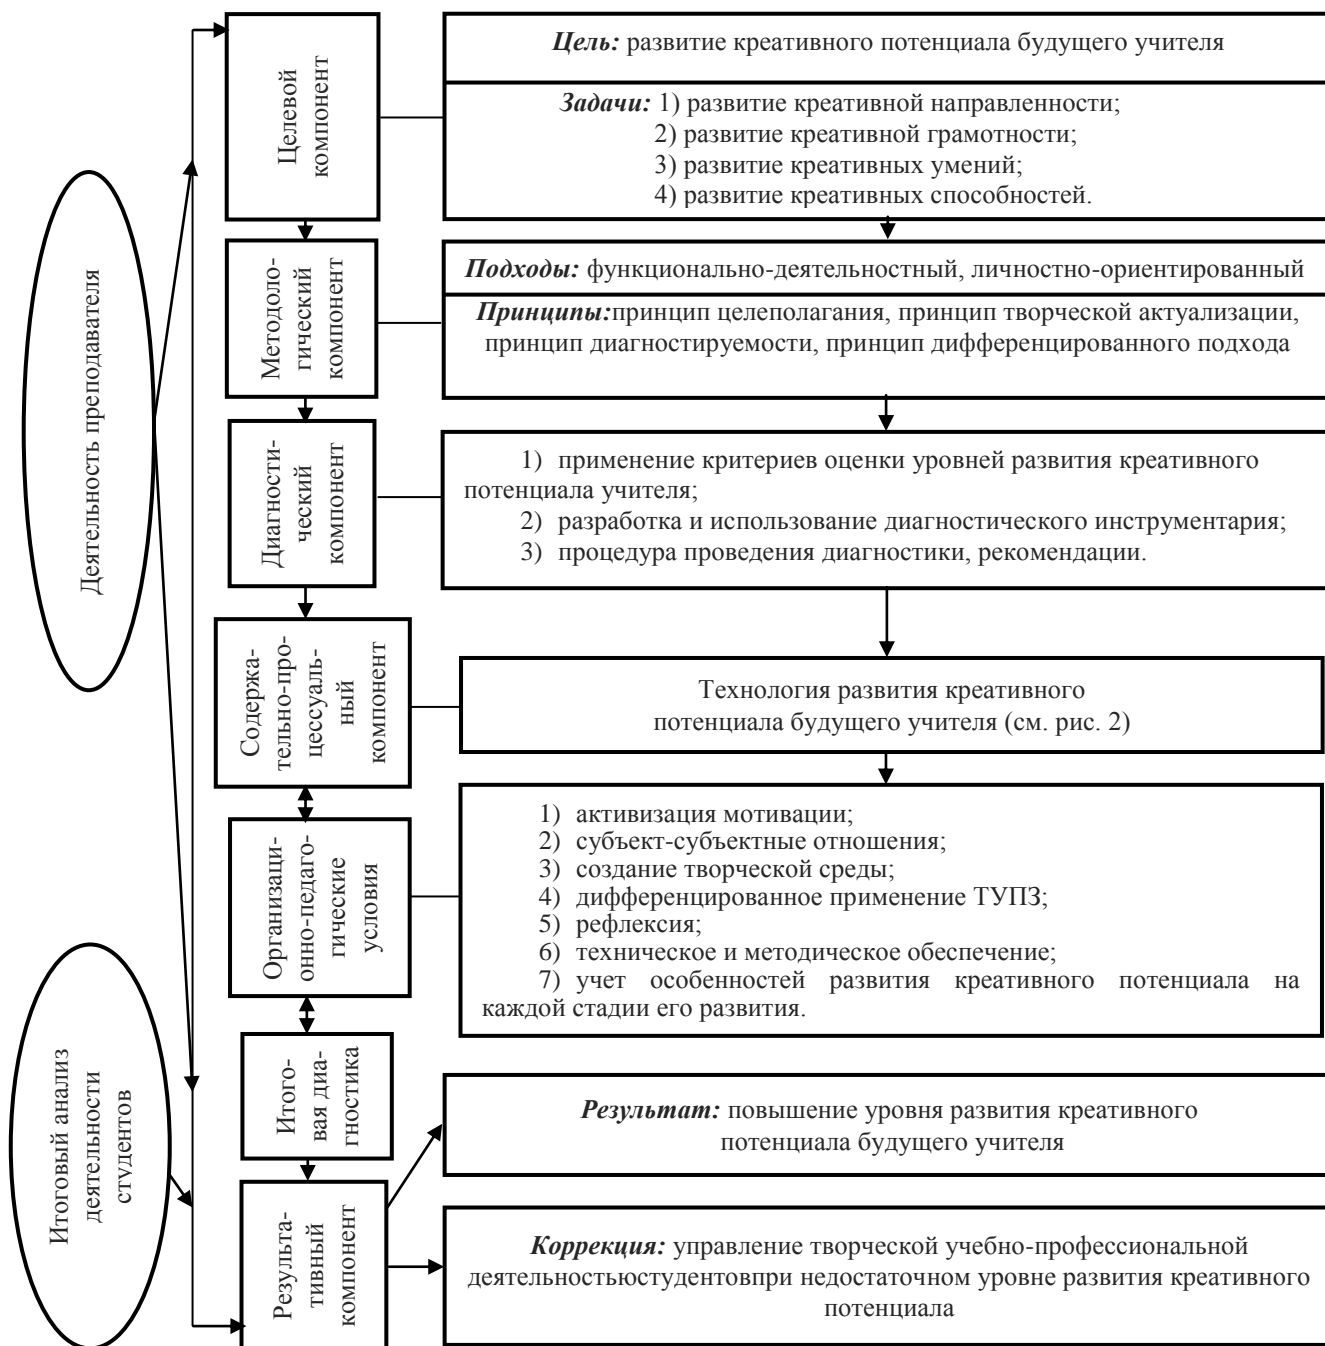 Деятельность преподавателя
Итоговый анализ
деятельности
студентов
Целевой
компонент
Цель: развитие креативного потенциала будущего учителя
Задачи: 1) развитие креативной направленности;
2) развитие креативной грамотности;
3) развитие креативных умений;
4) развитие креативных способностей.
Методоло-
гический
компонент
Подходы: функционально-деятельностный, личностно-ориентированный
Принципы:принцип целеполагания, принцип творческой актуализации,
принцип диагностируемости, принцип дифференцированного подхода
Диагности-
ческий
компонент
1) применение критериев оценки уровней развития креативного
потенциала учителя;
2) разработка и использование диагностического инструментария;
3) процедура проведения диагностики, рекомендации.
Содержа-
тельно-про-
цессуаль-
ный
компонент
Технология развития креативного
потенциала будущего учителя (см. рис. 2)
Организаци-
онно-педаго-
гические
условия
1) активизация мотивации;
2) субъект-субъектные отношения;
3) создание творческой среды;
4) дифференцированное применение ТУПЗ;
5) рефлексия;
6) техническое и методическое обеспечение;
7) учет особенностей развития креативного потенциала на
каждой стадии его развития.
Итого-
вая диа-
гностика
Результа-
тивный
компонент
Результат: повышение уровня развития креативного
потенциала будущего учителя
Коррекция: управление творческой учебно-профессиональной
деятельностьюстудентовпри недостаточном уровне развития креативного
потенциала